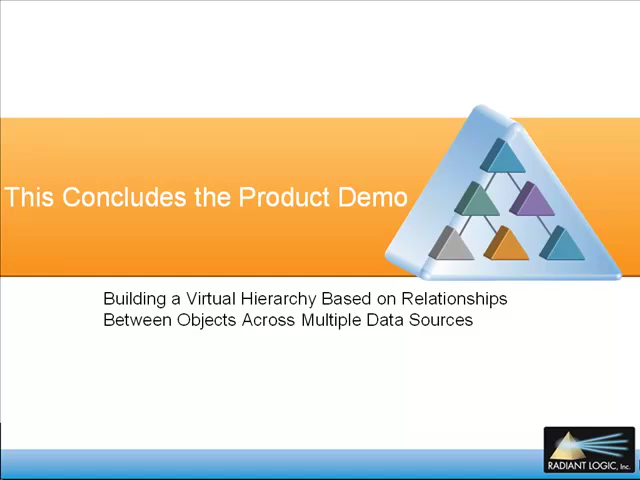 This Concludes the Product Demo
Building a Virtual Hierarchy Based on Relationships
Between Objects Across Multiple Data Sources
RADIANT LOGIC, Inc.